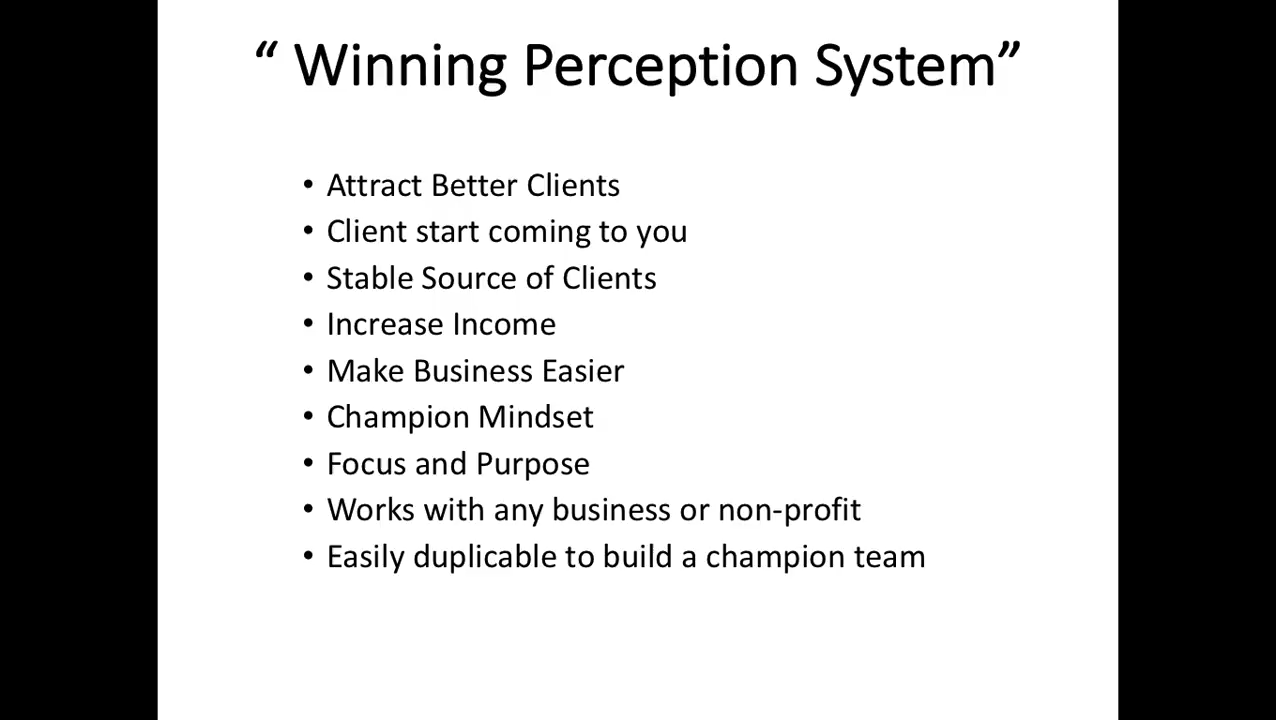 “ Winning Perception System”
• Attract Better Clients
• Client start coming to you
• Stable Source of Clients
• Increase Income
• Make Business Easier
• Champion Mindset
• Focus and Purpose
• Works with any business or non-profit
• Easily duplicable to build a champion team